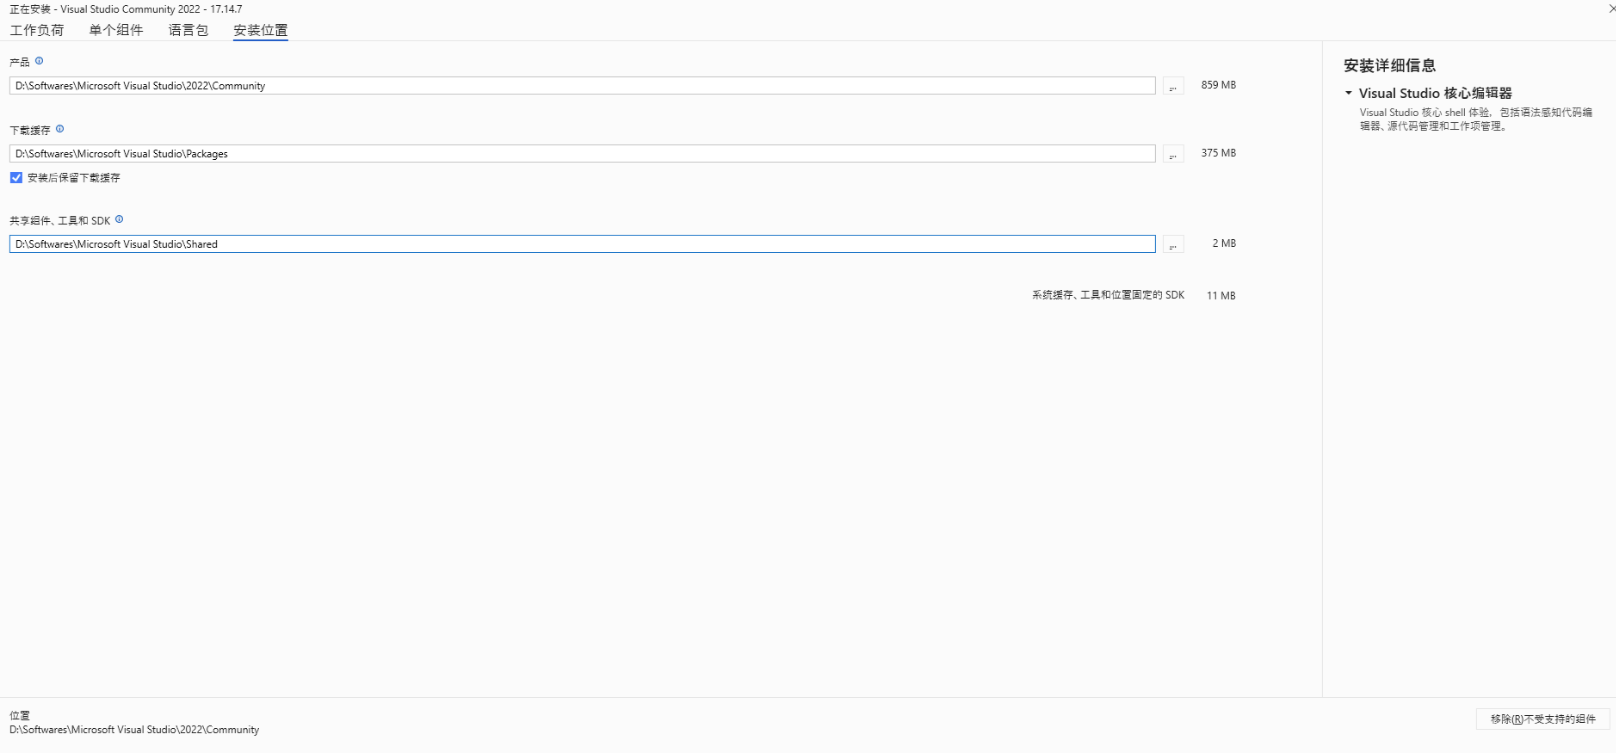 正在安装 - Visual Studio Community 2022 - 17.14.7
工作负荷 单个组件 语言包 安装位置
产品
D:\Softwares\Microsoft Visual Studio\2022\Community ... 859 MB
下载缓存
D:\Softwares\Microsoft Visual Studio\Packages ... 375 MB
安装后保留下载缓存
共享组件、工具和 SDK
D:\Softwares\Microsoft Visual Studio\Shared ... 2 MB
系统缓存、工具和位置固定的 SDK 11 MB
安装详细信息
Visual Studio 核心编辑器
Visual Studio 核心 shell 体验，包括语法感知代码编
辑器、源代码管理和工作项管理。
位置
D:\Softwares\Microsoft Visual Studio\2022\Community
移除(R)不受支持的组件